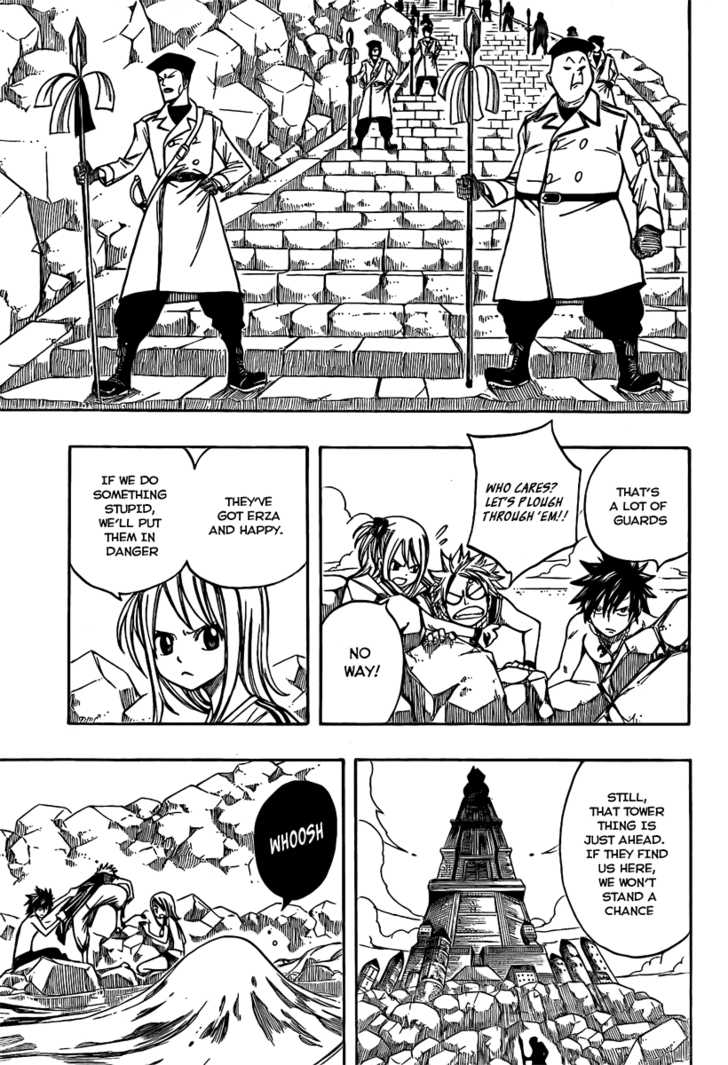 THAT'S
A LOT OF
GUARDS
WHO CARES?
LET'S PLOUGH
THROUGH 'EM!!
NO
WAY!
THEY'VE
GOT ERZA
AND HAPPY.
IF WE DO
SOMETHING
STUPID,
WE'LL PUT
THEM IN
DANGER
STILL,
THAT TOWER
THING IS
JUST AHEAD.
IF THEY FIND
US HERE,
WE WON'T
STAND A
CHANCE
WHOOSH